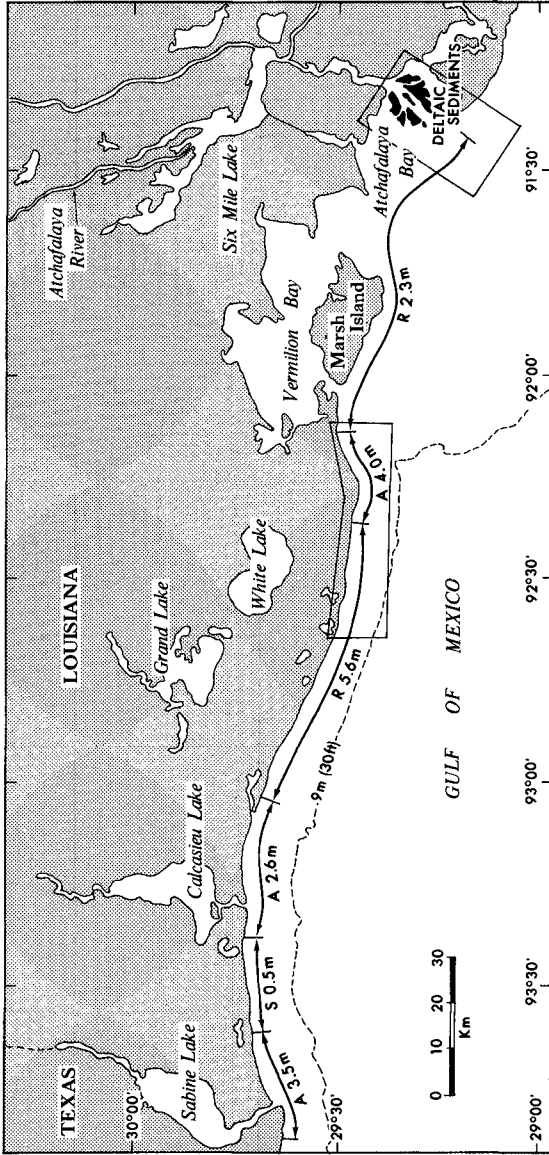 TEXAS
LOUISIANA
Sabine Lake
Calcasieu Lake
Grand Lake
White Lake
Vermilion
Bay
Marsh
Island
Six Mile Lake
Atchafalaya
River
Atchafalaya
Bay
DELTAIC
SEDIMENTS
A 3.5m
S 0.5m
A 2.6m
R 5.6m
A 4.0m
R 2.3m
9m (30ft)
GULF OF MEXICO
0 10 20 30
Km
30°00'
29°30'
29°00'
93°30'
93°00'
92°30'
92°00'
91°30'